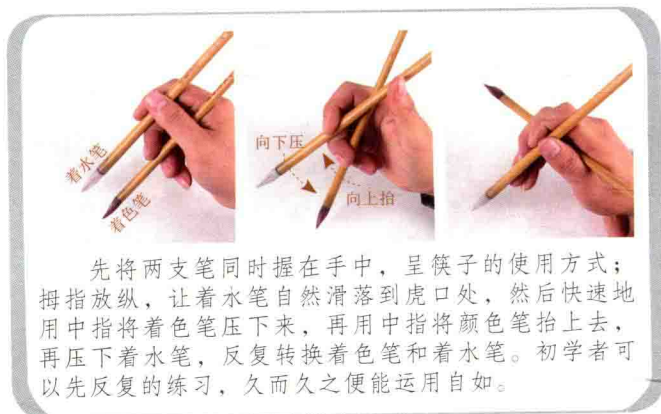 着水笔
着色笔
向下压
向上抬
先将两支笔同时握在手中，呈筷子的使用方式；
拇指放纵，让着水笔自然滑落到虎口处，然后快速地
用中指将着色笔压下来，再用中指将颜色笔抬上去，
再压下着水笔，反复转换着色笔和着水笔。初学者可
以先反复的练习，久而久之便能运用自如。